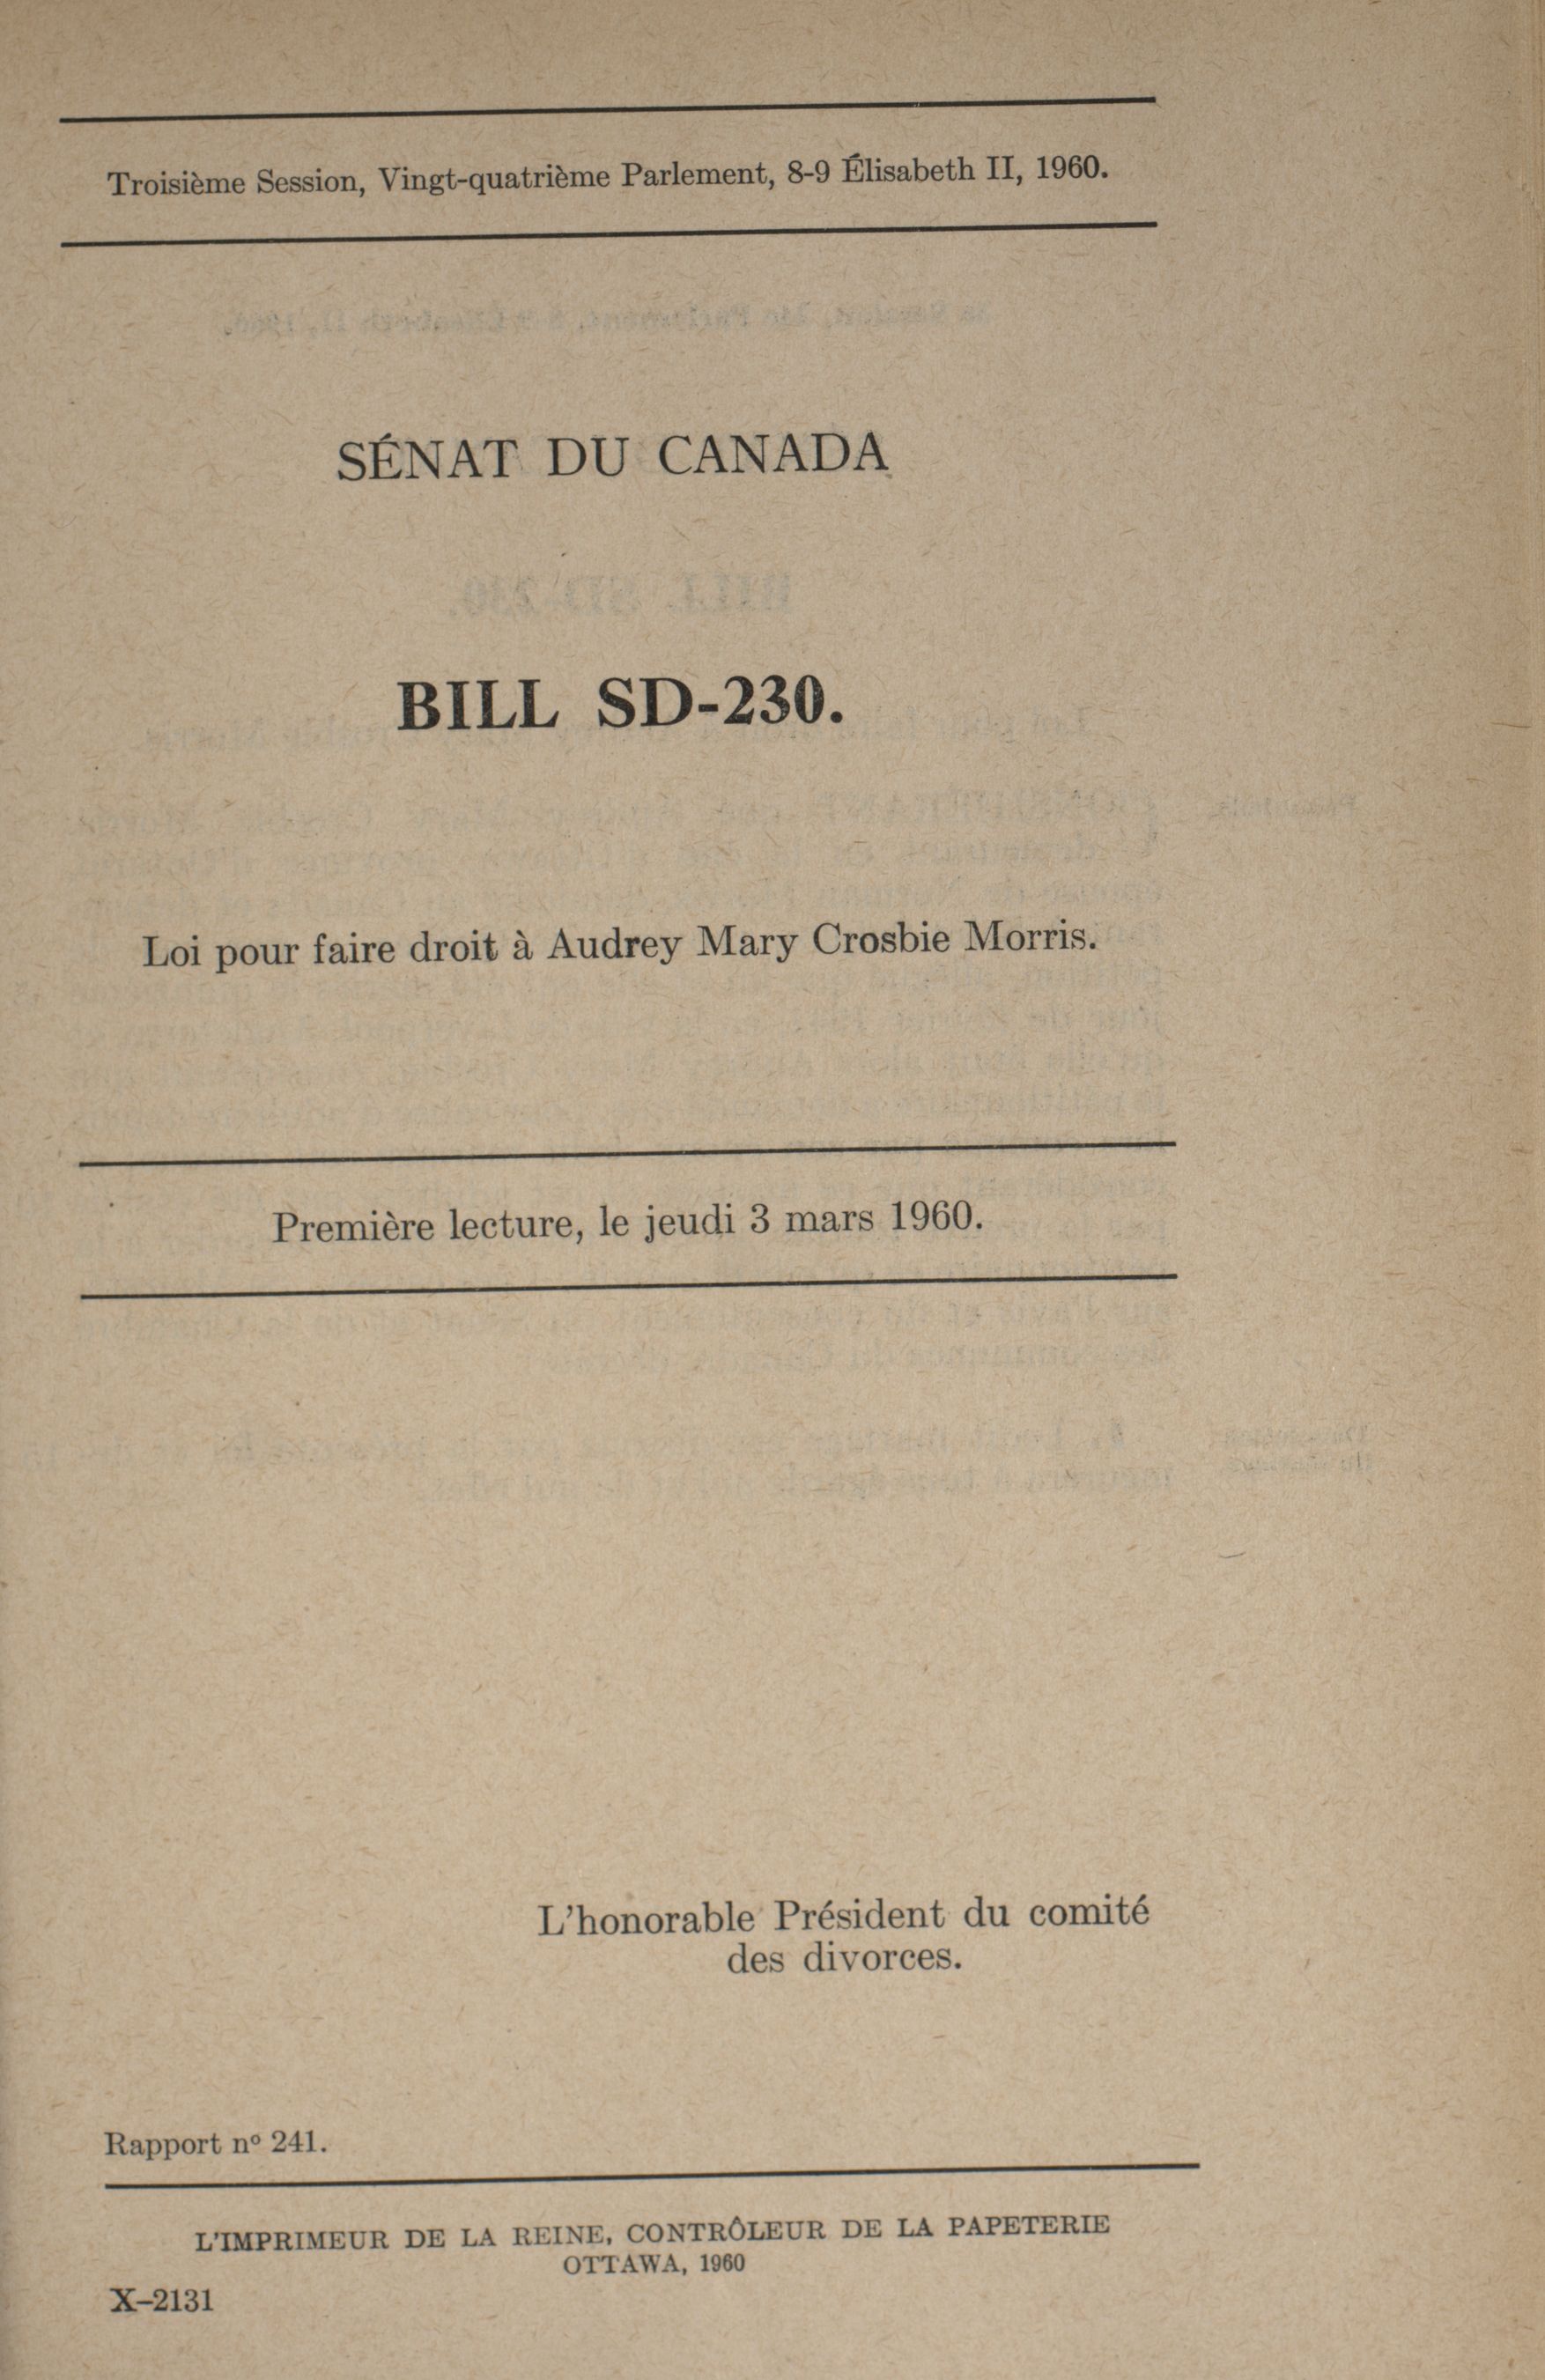 Troisième Session, Vingt-quatrième Parlement, 8-9 Élisabeth II, 1960.
SÉNAT DU CANADA
BILL SD-230.
Loi pour faire droit à Audrey Mary Crosbie Morris.
Première lecture, le jeudi 3 mars 1960.
L'honorable Président du comité
des divorces.
Rapport nº 241.
L'IMPRIMEUR DE LA REINE, CONTRÔLEUR DE LA PAPETERIE
OTTAWA, 1960
X–2131